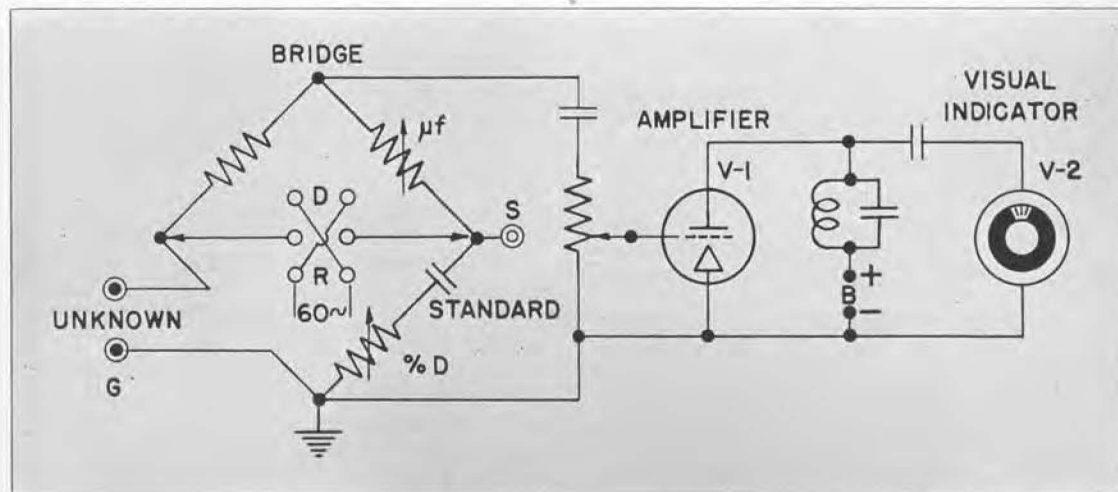 BRIDGE
µf
D
R
60~
S
STANDARD
% D
UNKNOWN
G
AMPLIFIER
V-1
+
B
-
VISUAL
INDICATOR
V-2